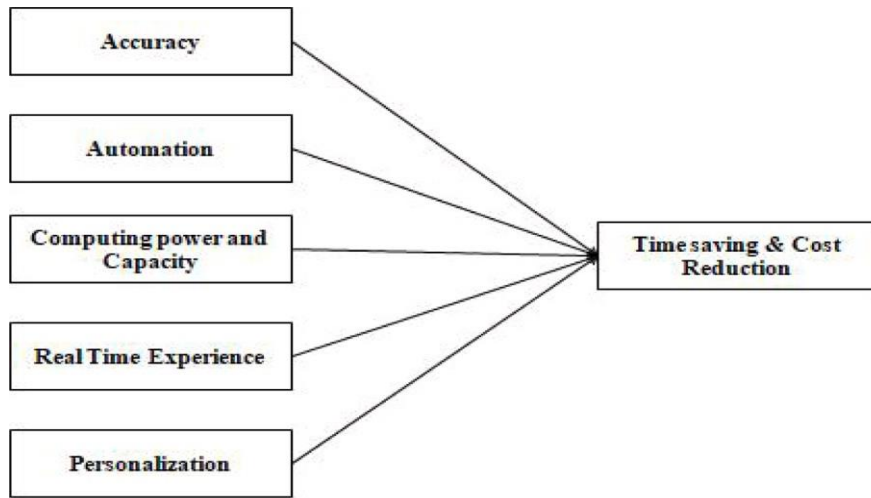 Accuracy
Automation
Computing power and
Capacity
Time saving & Cost
Reduction
Real Time Experience
Personalization